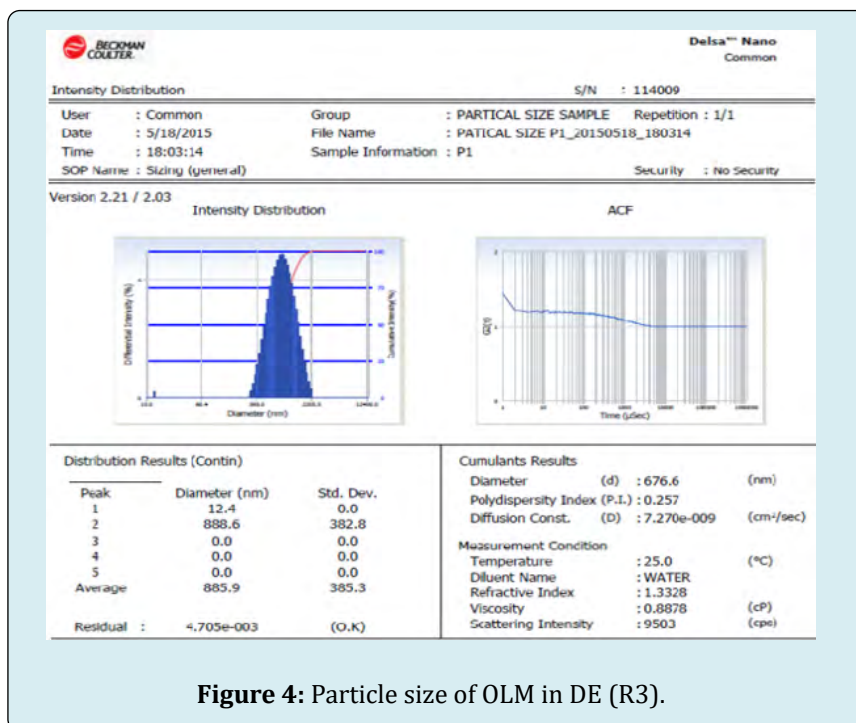 BECKMAN
COULTER
Delsa™ Nano
Common
Intensity Distribution S/N : 114009
User : Common Group : PARTICAL SIZE SAMPLE Repetition : 1/1
Date : 5/18/2015 File Name : PATICAL SIZE P1_20150518_180314
Time : 18:03:14 Sample Information : P1
SOP Name : Sizing (general) Security : No Security
Version 2.21 / 2.03
Intensity Distribution ACF
Differential Intensity (%)
Cumulative Intensity(%)
Diameter (nm)
G2(t)
Time (µSec)
Distribution Results (Contin)
Peak Diameter (nm) Std. Dev.
1 12.4 0.0
2 888.6 382.8
3 0.0 0.0
4 0.0 0.0
5 0.0 0.0
Average 885.9 385.3
Residual : 4.705e-003 (O.K)
Cumulants Results
Diameter (d) : 676.6 (nm)
Polydispersity Index (P.I.) : 0.257
Diffusion Const. (D) : 7.270e-009 (cm²/sec)
Measurement Condition
Temperature : 25.0 (°C)
Diluent Name : WATER
Refractive Index : 1.3328
Viscosity : 0.8878 (cP)
Scattering Intensity : 9503 (cps)
Figure 4: Particle size of OLM in DE (R3).